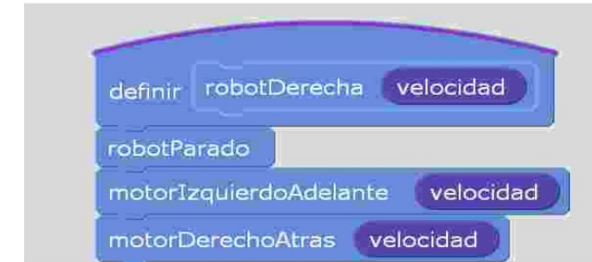 definir robotDerecha velocidad
robotParado
motorIzquierdoAdelante velocidad
motorDerechoAtras velocidad